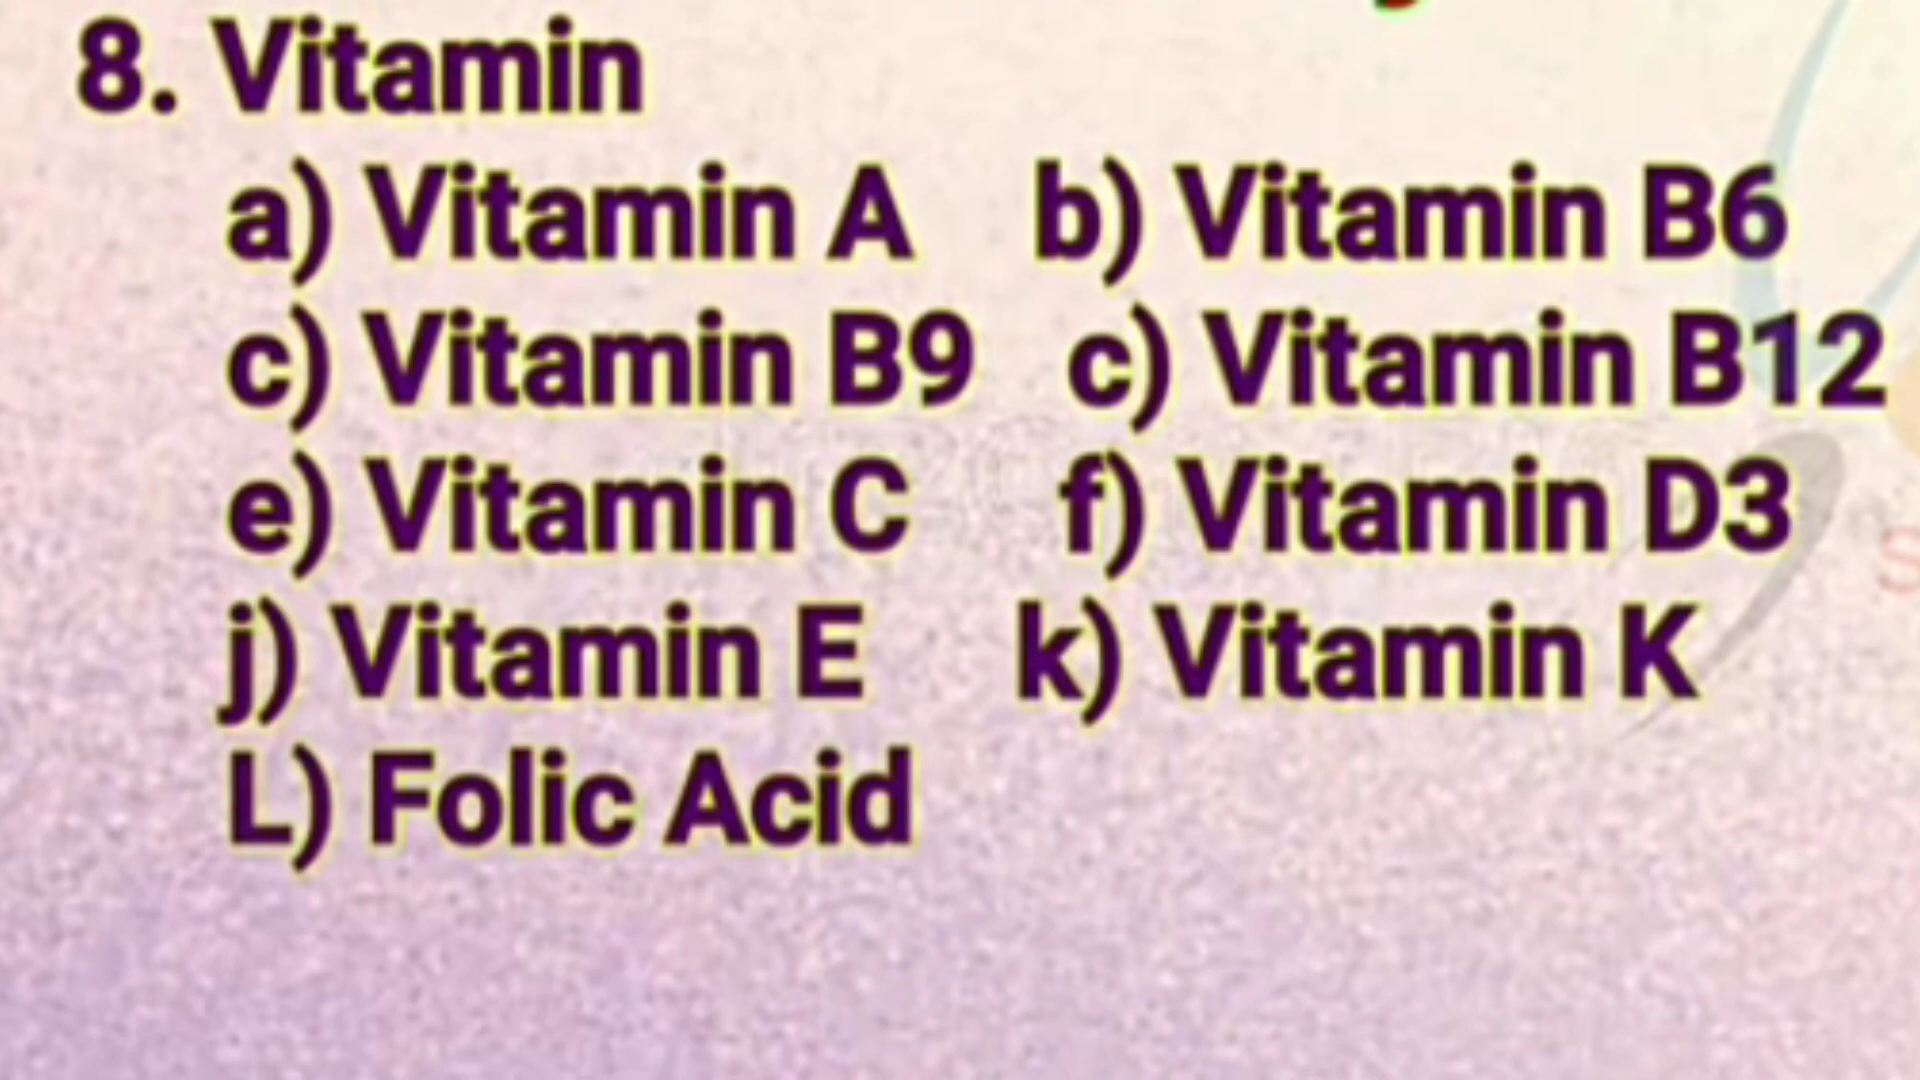 8. Vitamin
a) Vitamin A b) Vitamin B6
c) Vitamin B9 c) Vitamin B12
e) Vitamin C f) Vitamin D3
j) Vitamin E k) Vitamin K
L) Folic Acid